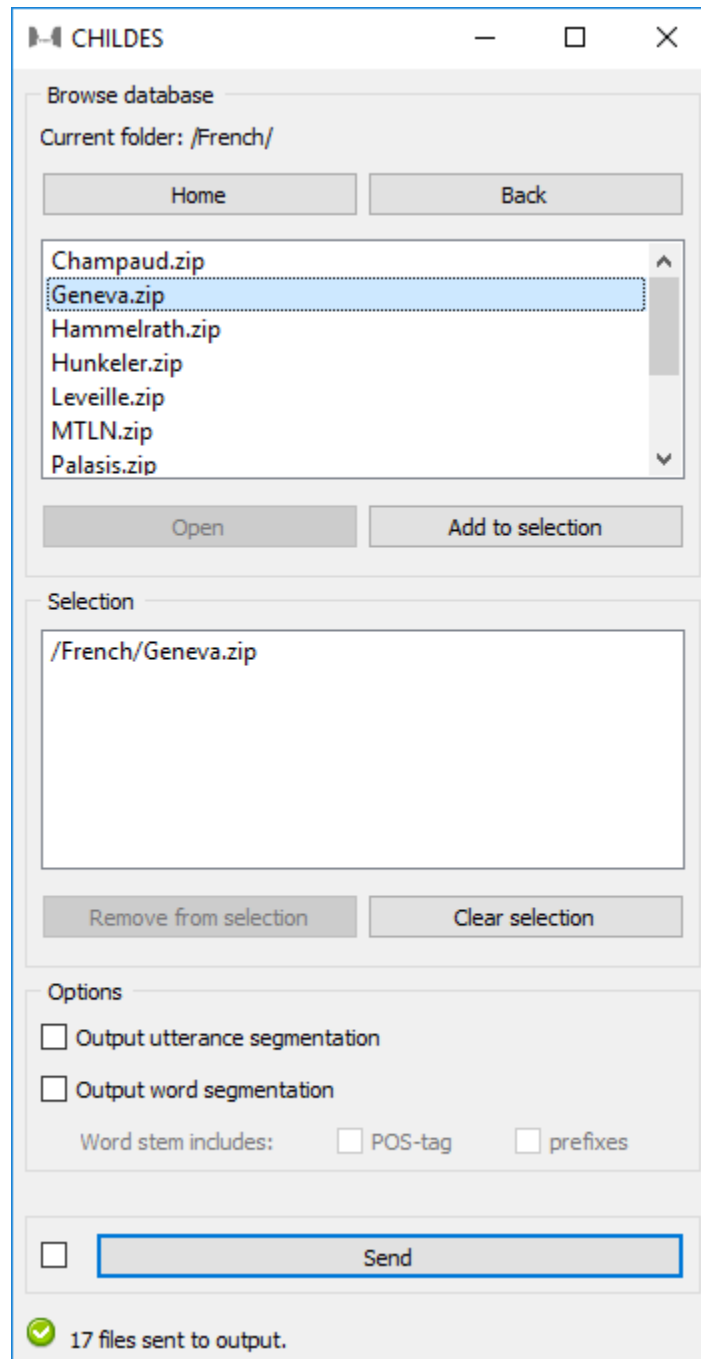 CHILDES
Browse database
Current folder: /French/
Home Back
Champaud.zip
Geneva.zip
Hammelrath.zip
Hunkeler.zip
Leveille.zip
MTLN.zip
Palasis.zip
Open Add to selection
Selection
/French/Geneva.zip
Remove from selection Clear selection
Options
Output utterance segmentation
Output word segmentation
Word stem includes: POS-tag prefixes
Send
17 files sent to output.